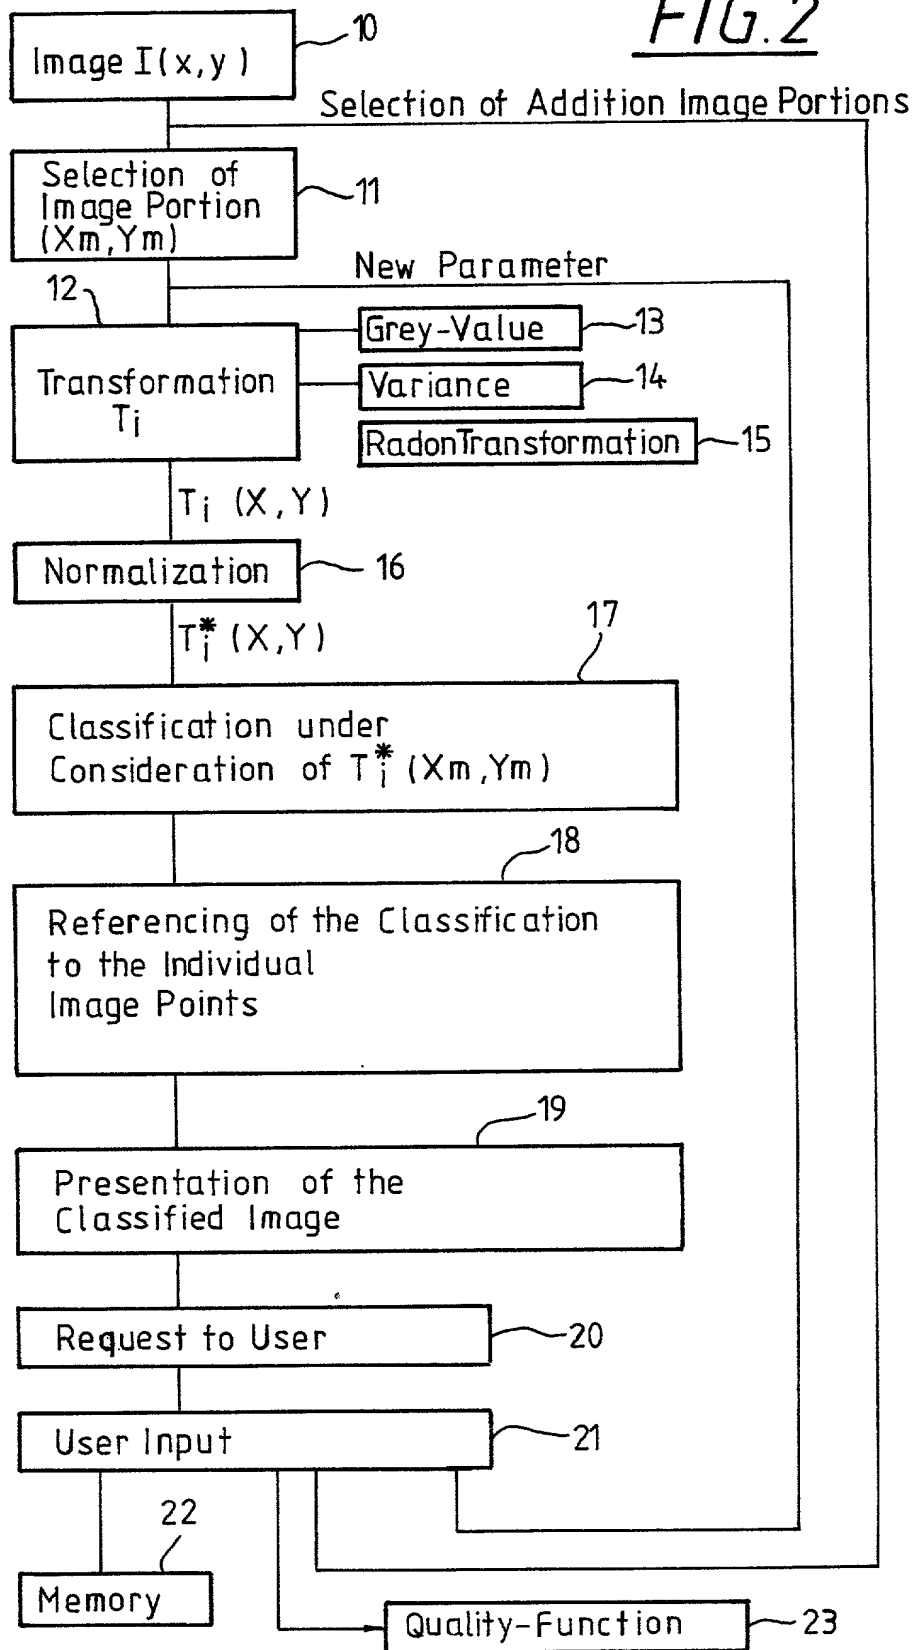 FIG. 2
Image I(x,y)
10
Selection of Addition Image Portions
Selection of
Image Portion
(Xm,Ym)
11
New Parameter
12
Transformation
Ti
Grey-Value
13
Variance
14
RadonTransformation
15
Ti (X,Y)
Normalization
16
Ti* (X,Y)
17
Classification under
Consideration of Ti* (Xm,Ym)
18
Referencing of the Classification
to the Individual
Image Points
19
Presentation of the
Classified Image
Request to User
20
User Input
21
22
Memory
Quality-Function
23